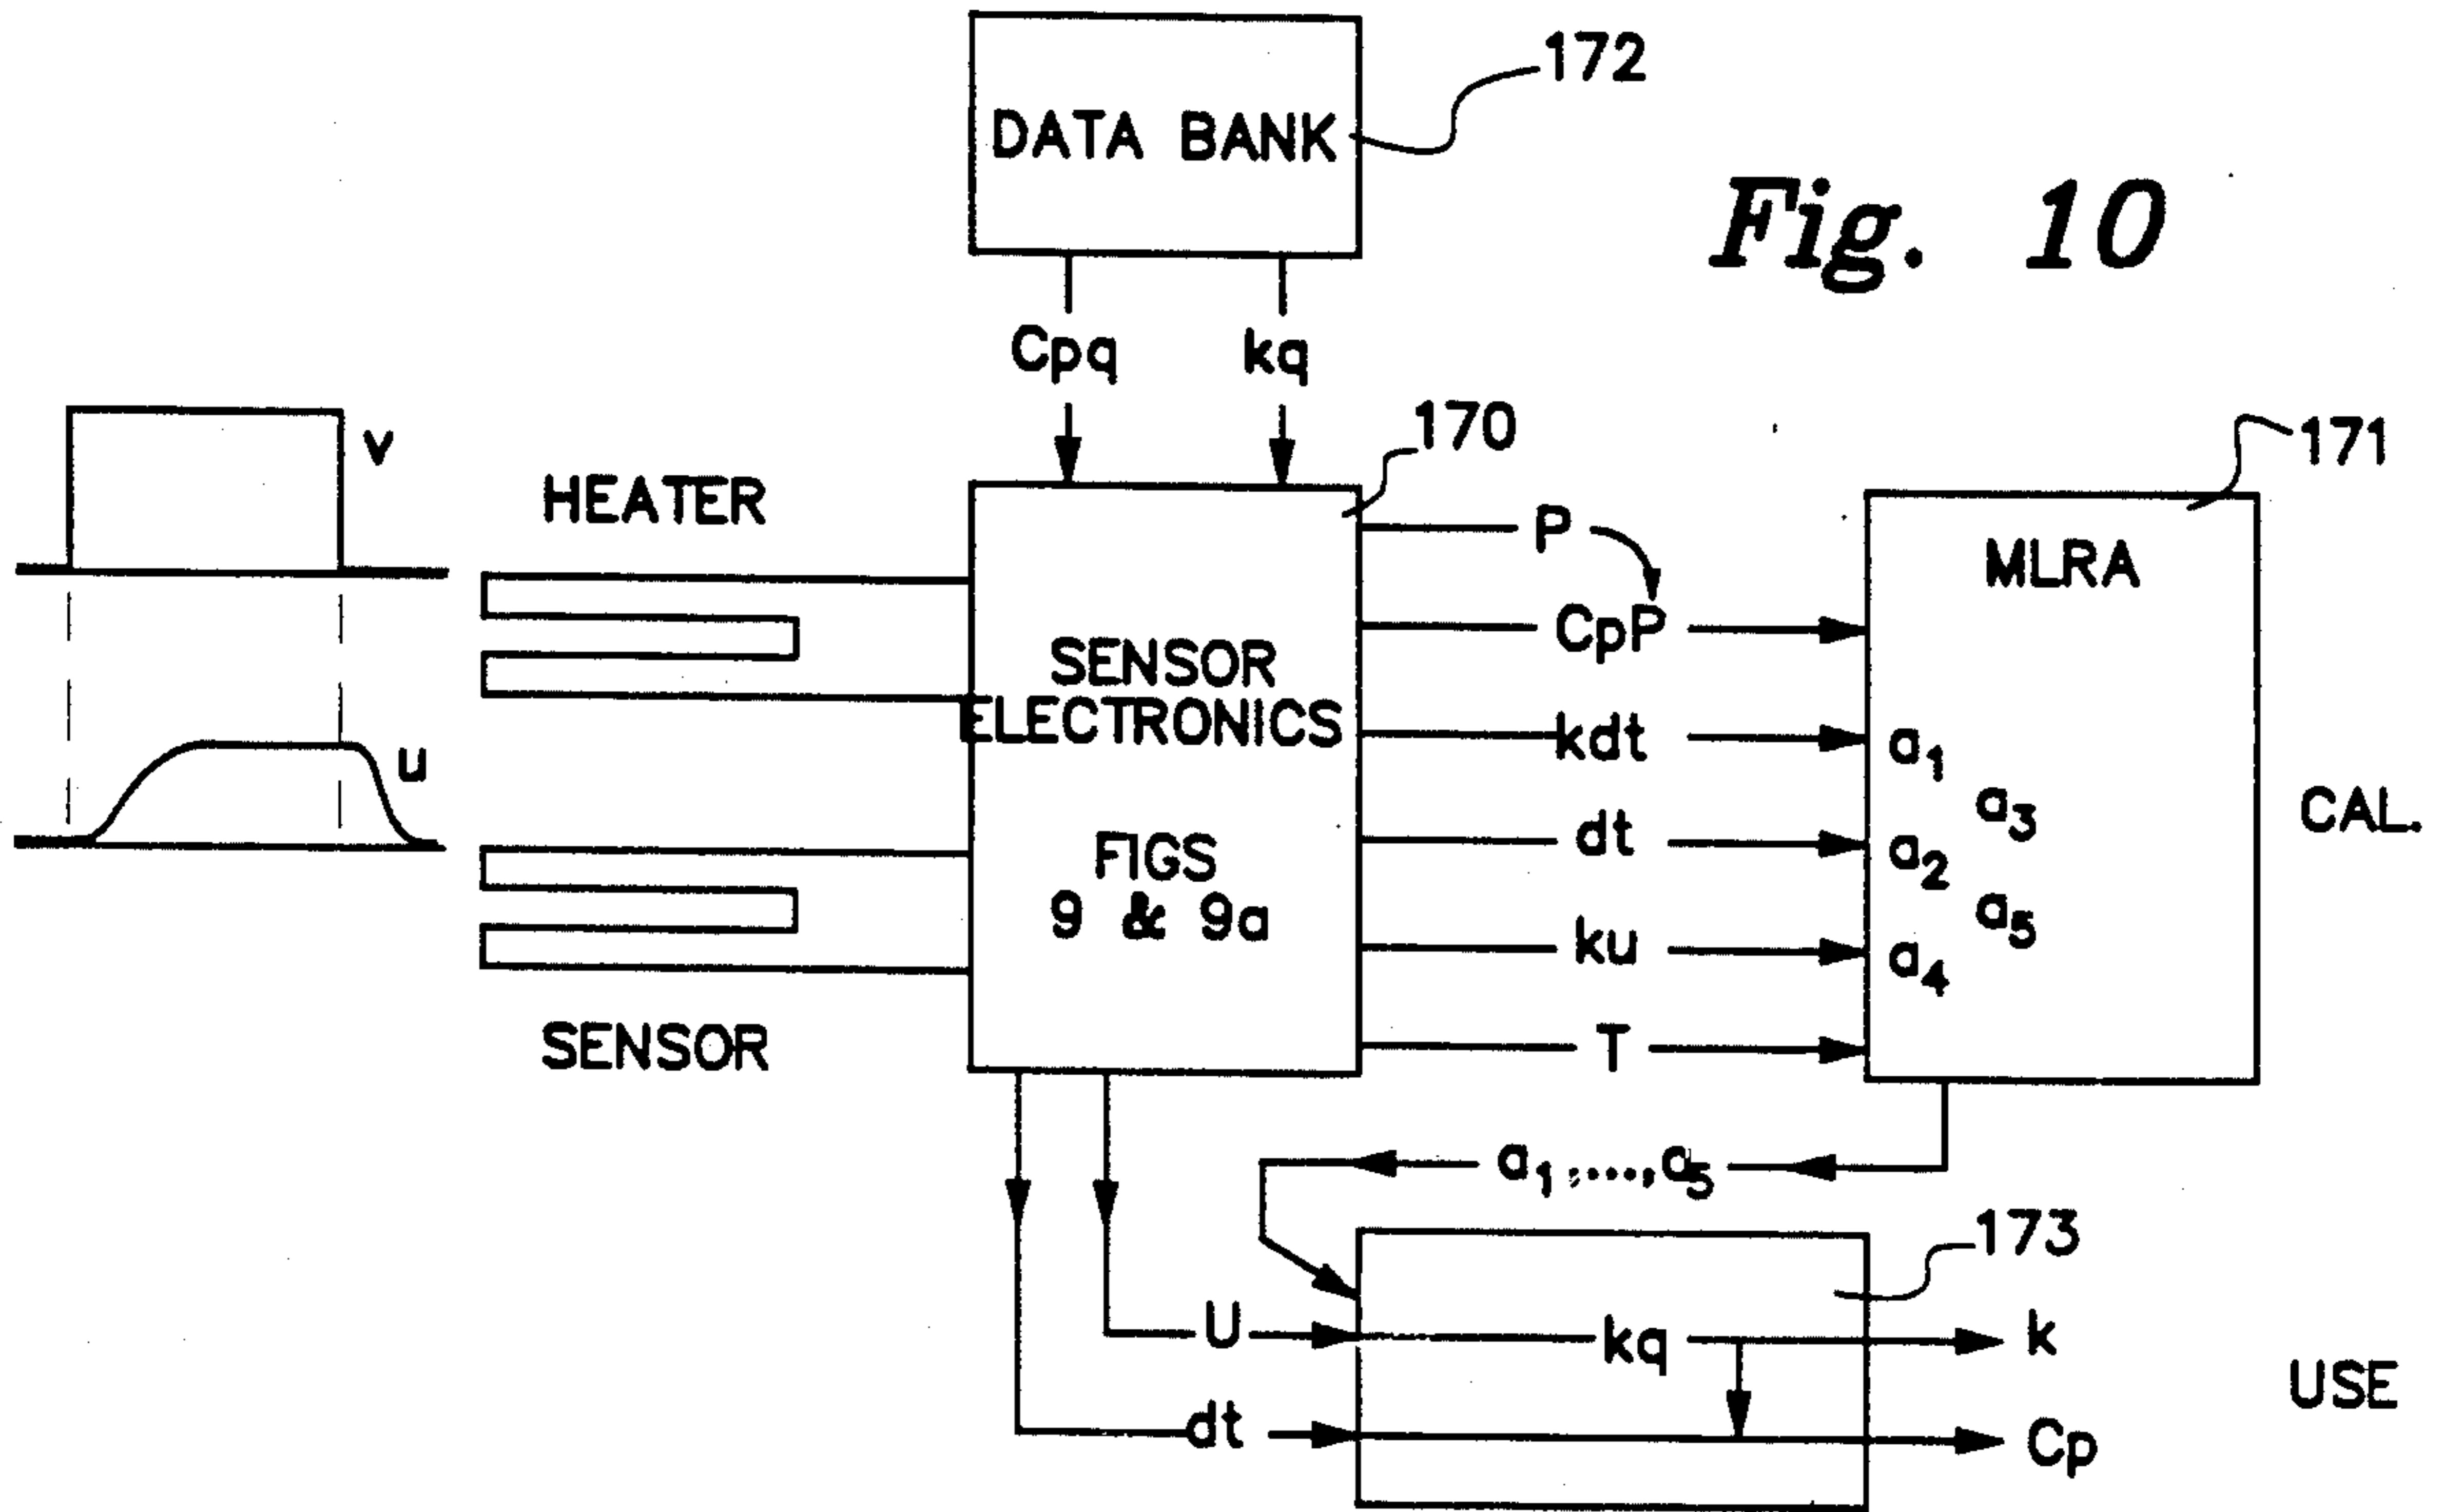 DATA BANK
172
Fig. 10
Cpq
kq
v
HEATER
170
171
P
MLRA
CpP
SENSOR
ELECTRONICS
kdt
a1
u
a3
CAL.
dt
a2
FIGS
9 & 9a
a5
ku
a4
SENSOR
T
a1,...,a5
173
U
kq
k
USE
dt
Cp